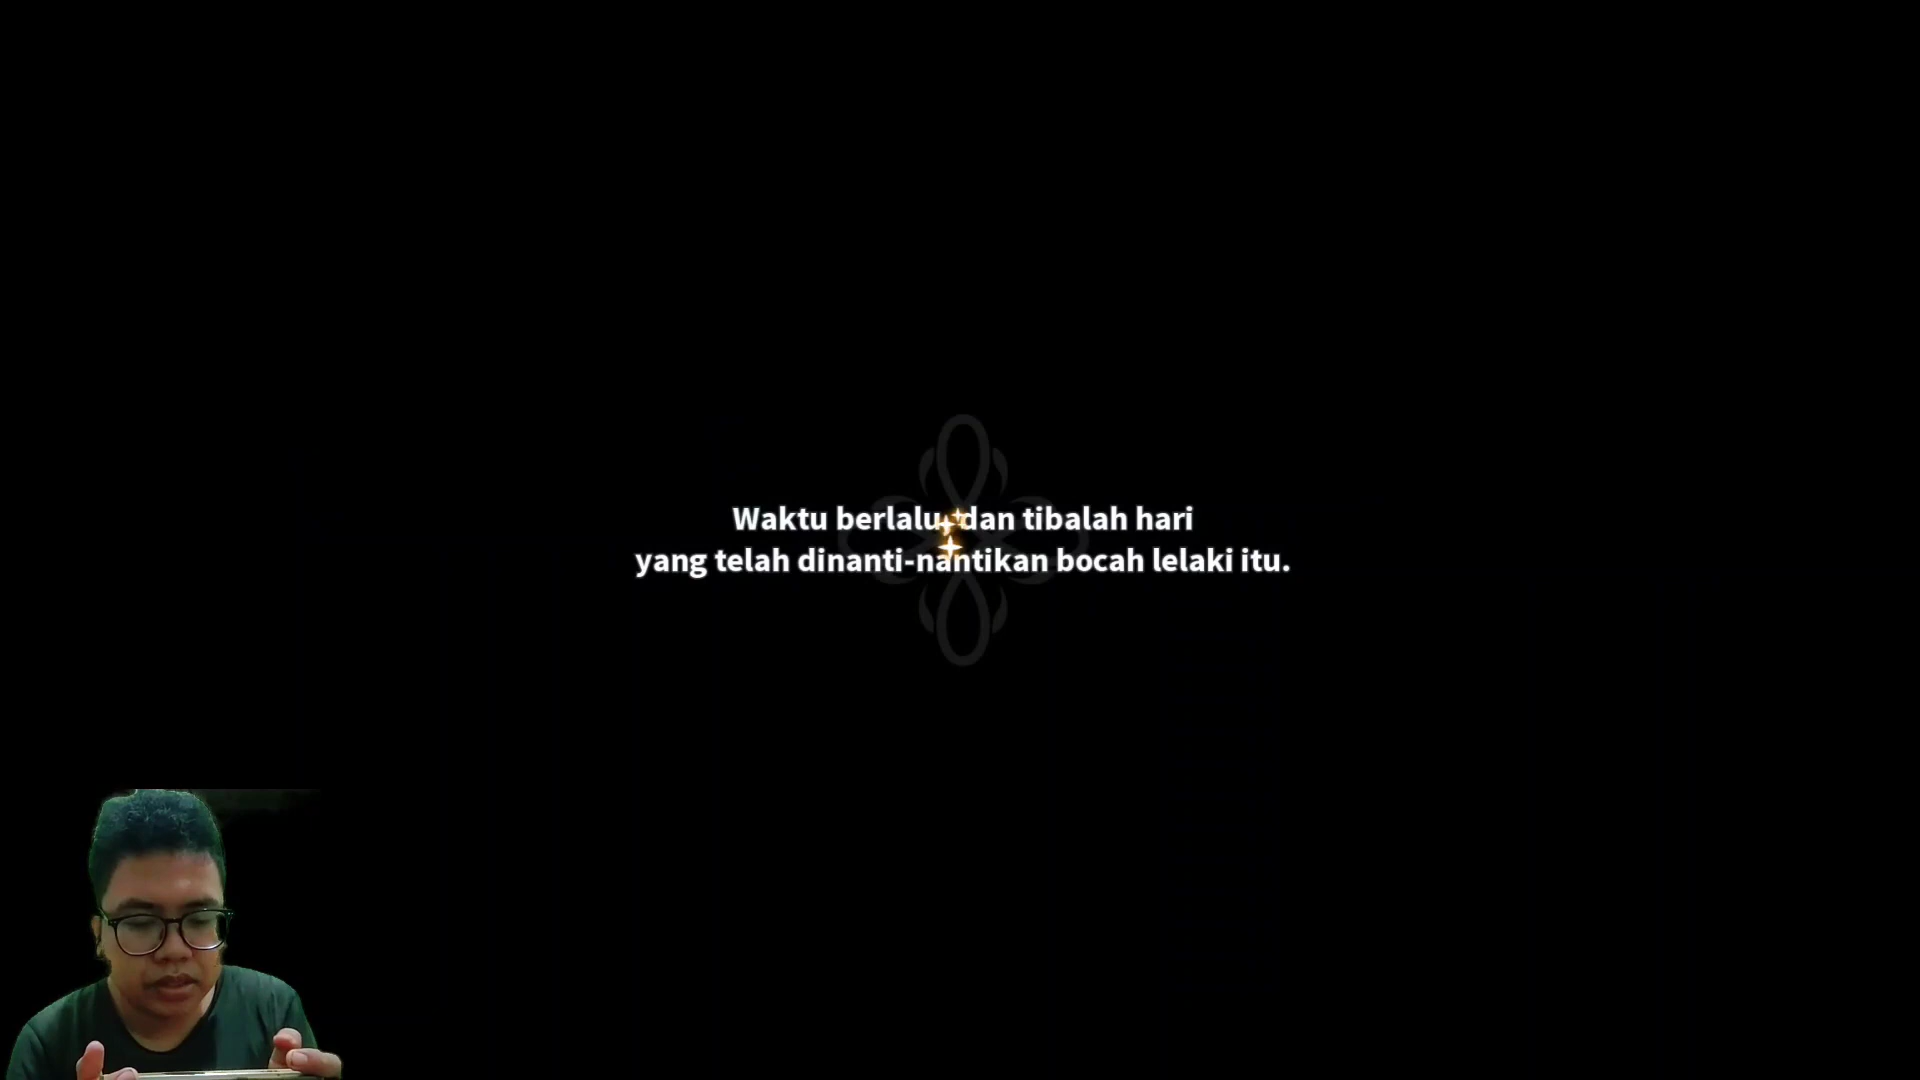 Waktu berlalu, dan tibalah hari
yang telah dinanti-nantikan bocah lelaki itu.